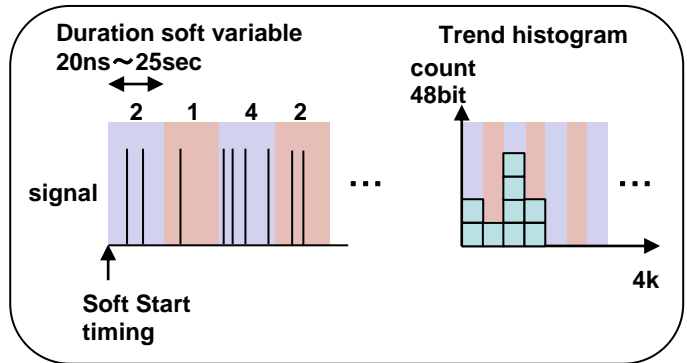 Duration soft variable
20ns～25sec
2 1 4 2
signal
...
Soft Start
timing
Trend histogram
count
48bit
...
4k